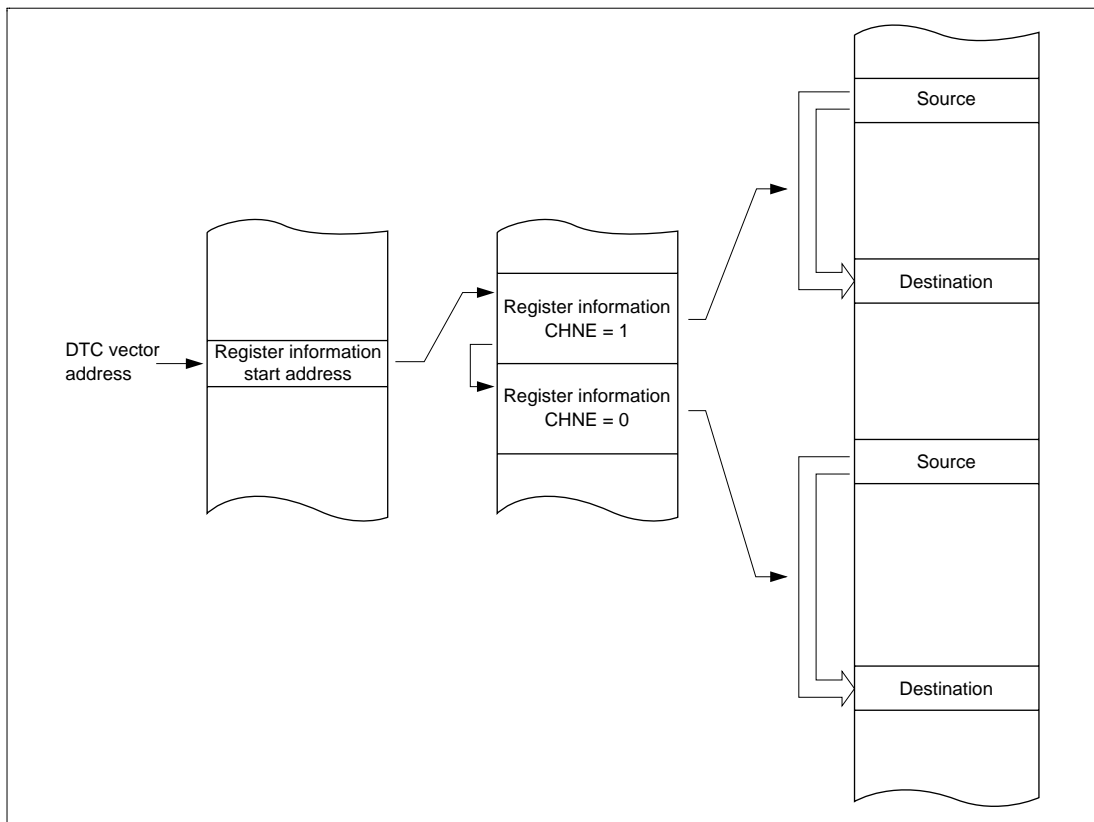 DTC vector
address
Register information
start address
Register information
CHNE = 1
Register information
CHNE = 0
Source
Destination
Source
Destination